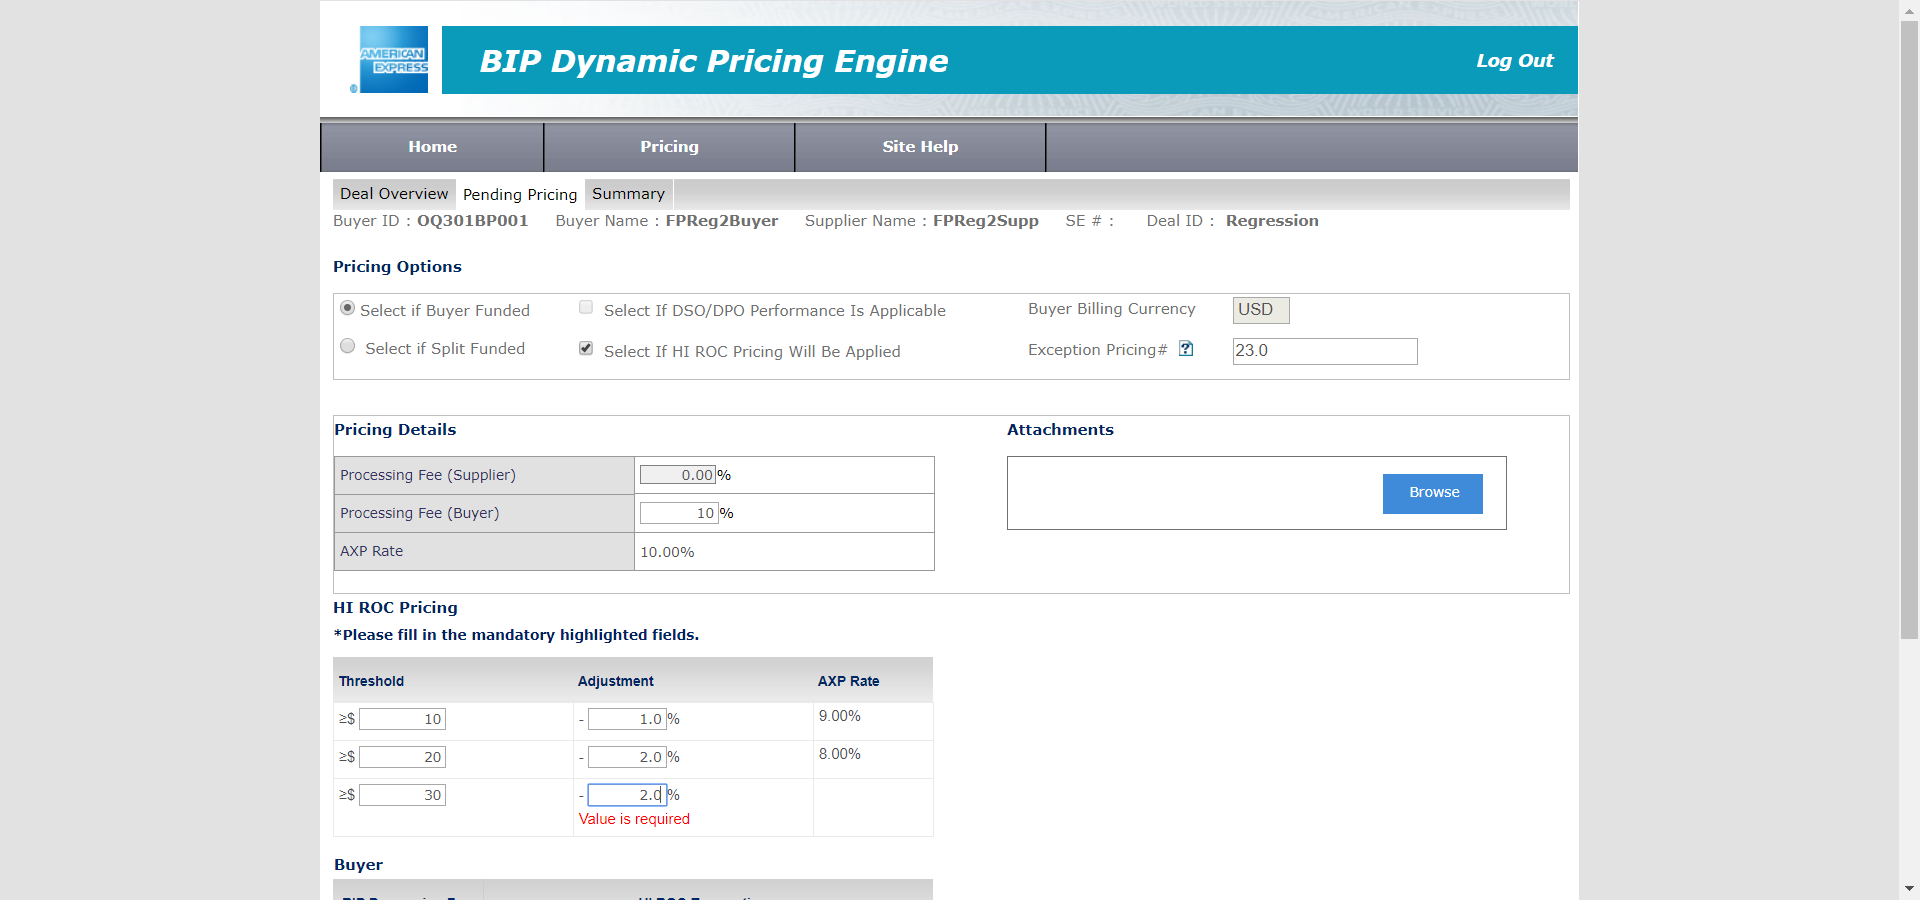 AMERICAN
EXPRESS
®
BIP Dynamic Pricing Engine
Log Out
Home Pricing Site Help
Deal Overview Pending Pricing Summary
Buyer ID : OQ301BP001 Buyer Name : FPReg2Buyer Supplier Name : FPReg2Supp SE # : Deal ID : Regression
Pricing Options
Select if Buyer Funded Select If DSO/DPO Performance Is Applicable Buyer Billing Currency USD
Select if Split Funded Select If HI ROC Pricing Will Be Applied Exception Pricing# ? 23.0
Pricing Details Attachments
Processing Fee (Supplier) 0.00 %
Browse
Processing Fee (Buyer) 10 %
AXP Rate 10.00%
HI ROC Pricing
*Please fill in the mandatory highlighted fields.
Threshold Adjustment AXP Rate
≥$ 10 - 1.0 % 9.00%
≥$ 20 - 2.0 % 8.00%
≥$ 30 - 2.0 %
Value is required
Buyer